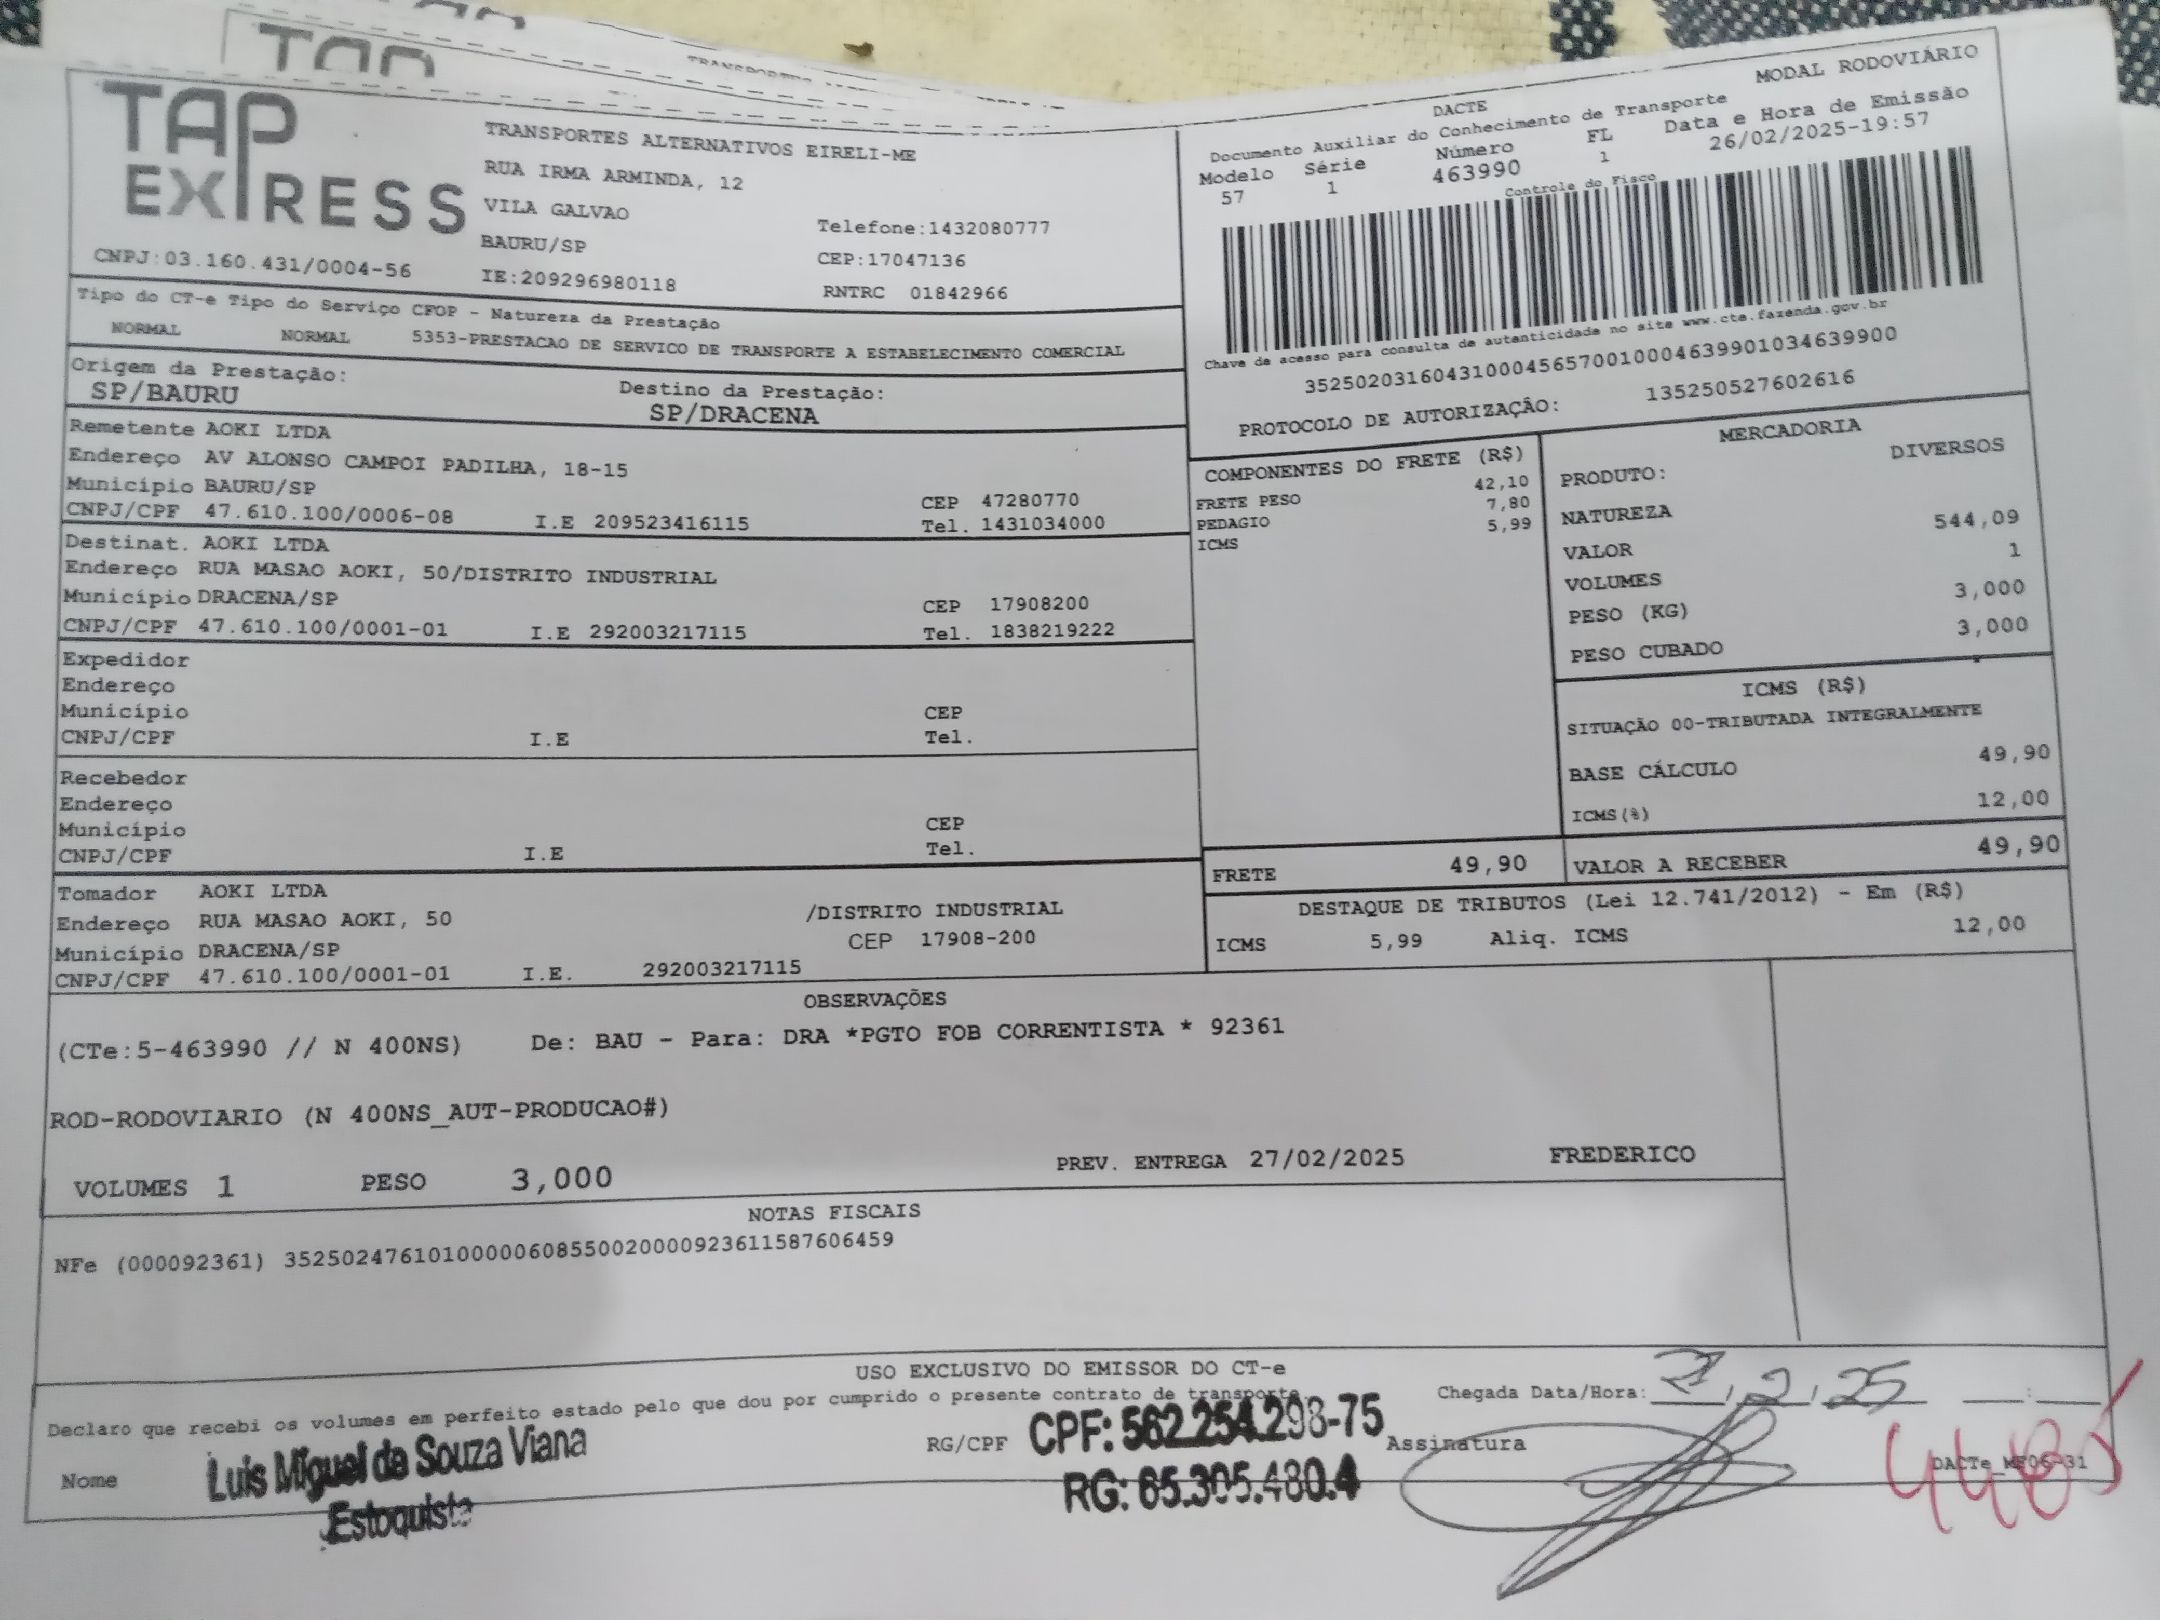 TAP
TRANSPORTES
TAP
EXPRESS
CNPJ:03.160.431/0004-56
TRANSPORTES ALTERNATIVOS EIRELI-ME
RUA IRMA ARMINDA, 12
VILA GALVAO
BAURU/SP
IE:209296980118
Telefone:1432080777
CEP:17047136
RNTRC 01842966
MODAL RODOVIÁRIO
DACTE
Documento Auxiliar do Conhecimento de Transporte
Modelo Série Número FL Data e Hora de Emissão
57 1 463990 1 26/02/2025-19:57
Controle do Fisco
Chave de acesso para consulta de autenticidade no site www.cte.fazenda.gov.br
35250203160431000456570010004639901034639900
PROTOCOLO DE AUTORIZAÇÃO: 135250527602616
Tipo do CT-e Tipo do Serviço CFOP - Natureza da Prestação
NORMAL NORMAL 5353-PRESTACAO DE SERVICO DE TRANSPORTE A ESTABELECIMENTO COMERCIAL
Origem da Prestação: Destino da Prestação:
SP/BAURU SP/DRACENA
Remetente AOKI LTDA
Endereço AV ALONSO CAMPOI PADILHA, 18-15
Município BAURU/SP CEP 47280770
CNPJ/CPF 47.610.100/0006-08 I.E 209523416115 Tel. 1431034000
Destinat. AOKI LTDA
Endereço RUA MASAO AOKI, 50/DISTRITO INDUSTRIAL
Município DRACENA/SP CEP 17908200
CNPJ/CPF 47.610.100/0001-01 I.E 292003217115 Tel. 1838219222
Expedidor
Endereço
Município CEP
CNPJ/CPF I.E Tel.
Recebedor
Endereço
Município CEP
CNPJ/CPF I.E Tel.
Tomador AOKI LTDA
Endereço RUA MASAO AOKI, 50 /DISTRITO INDUSTRIAL
Município DRACENA/SP CEP 17908-200
CNPJ/CPF 47.610.100/0001-01 I.E. 292003217115
COMPONENTES DO FRETE (R$)
FRETE PESO 42,10
PEDAGIO 7,80
ICMS 5,99
MERCADORIA
PRODUTO: DIVERSOS
NATUREZA
VALOR 544,09
VOLUMES 1
PESO (KG) 3,000
PESO CUBADO 3,000
ICMS (R$)
SITUAÇÃO 00-TRIBUTADA INTEGRALMENTE
BASE CÁLCULO 49,90
ICMS(%) 12,00
FRETE 49,90 VALOR A RECEBER 49,90
DESTAQUE DE TRIBUTOS (Lei 12.741/2012) - Em (R$)
ICMS 5,99 Aliq. ICMS 12,00
OBSERVAÇÕES
(CTe:5-463990 // N 400NS) De: BAU - Para: DRA *PGTO FOB CORRENTISTA * 92361
ROD-RODOVIARIO (N 400NS_AUT-PRODUCAO#)
VOLUMES 1 PESO 3,000 PREV. ENTREGA 27/02/2025 FREDERICO
NOTAS FISCAIS
NFe (000092361) 35250247610100000608550020000923611587606459
USO EXCLUSIVO DO EMISSOR DO CT-e
Declaro que recebi os volumes em perfeito estado pelo que dou por cumprido o presente contrato de transporte.
Chegada Data/Hora: 27/2/25 __:__
Nome Luis Miguel de Souza Viana
Estoquista
RG/CPF CPF: 562.254.298-75
RG: 65.305.480.4
Assinatura
DACTe_MF06-31